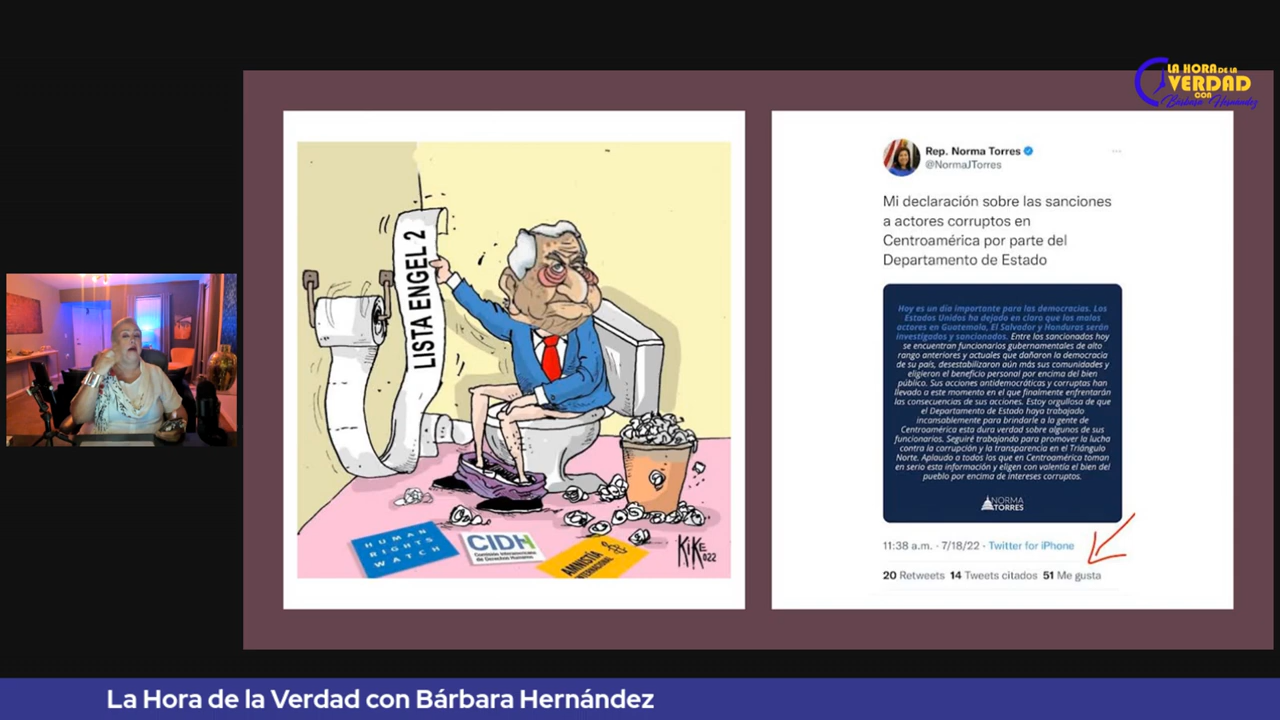 LA HORA DE LA
VERDAD
CON
Bárbara Hernández
LISTA ENGEL 2
HUMAN
RIGHTS
WATCH
CIDH
Comisión Interamericana
de Derechos Humanos
AMNISTÍA
INTERNACIONAL
KIKE
022
Rep. Norma Torres
@NormaJTorres
Mi declaración sobre las sanciones
a actores corruptos en
Centroamérica por parte del
Departamento de Estado
Hoy es un día importante para las democracias. Los
Estados Unidos ha dejado en claro que los malos
actores en Guatemala, El Salvador y Honduras serán
investigados y sancionados. Entre los sancionados hoy
se encuentran funcionarios gubernamentales de alto
rango anteriores y actuales que dañaron la democracia
de su país, desestabilizaron aún más sus comunidades y
eligieron el beneficio personal por encima del bien
público. Sus acciones antidemocráticas y corruptas han
llevado a este momento en el que finalmente enfrentarán
las consecuencias de sus acciones. Estoy orgullosa de que
el Departamento de Estado haya trabajado
incansablemente para brindarle a la gente de
Centroamérica esta dura verdad sobre algunos de sus
funcionarios. Seguiré trabajando para promover la lucha
contra la corrupción y la transparencia en el Triángulo
Norte. Aplaudo a todos los que en Centroamérica toman
en serio esta información y eligen con valentía el bien del
pueblo por encima de intereses corruptos.
NORMA
TORRES
11:38 a.m. · 7/18/22 · Twitter for iPhone
20 Retweets 14 Tweets citados 51 Me gusta
La Hora de la Verdad con Bárbara Hernández